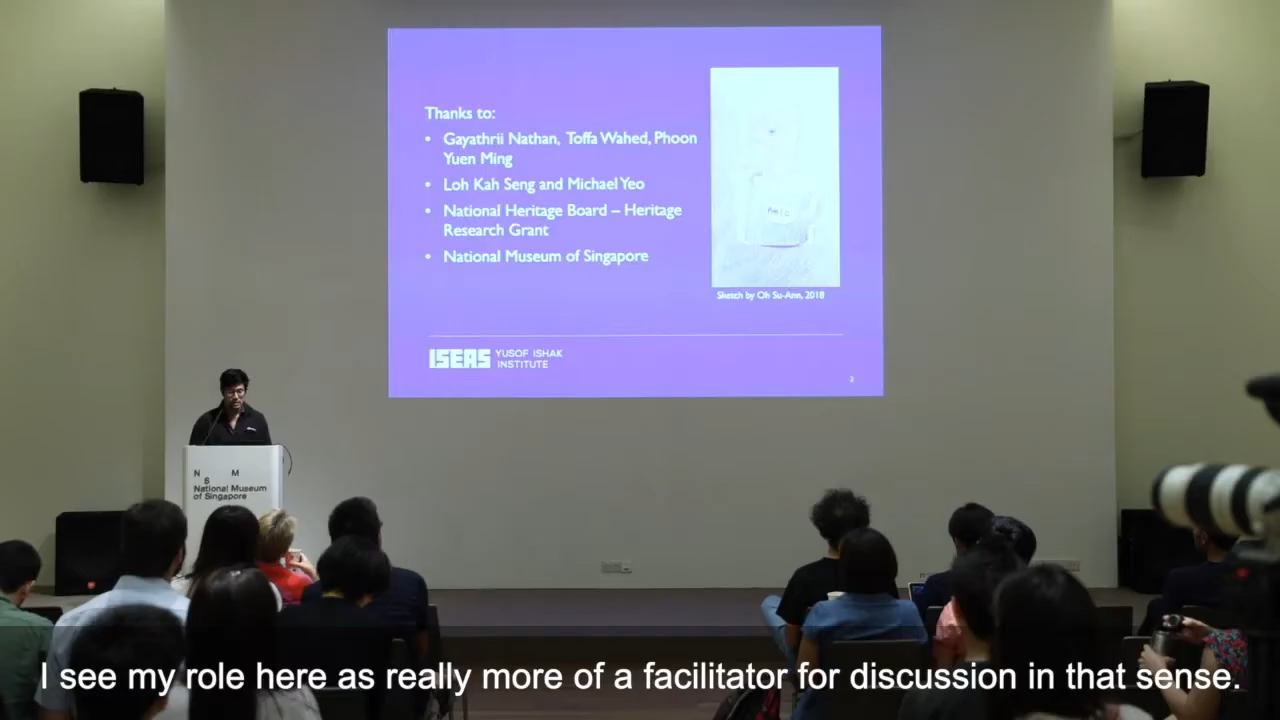 Thanks to:
• Gayathrii Nathan, Toffa Wahed, Phoon
Yuen Ming
• Loh Kah Seng and Michael Yeo
• National Heritage Board – Heritage
Research Grant
• National Museum of Singapore
Sketch by Oh Su-Ann, 2018
ISEAS YUSOF ISHAK
INSTITUTE
2
N M
S
National Museum
of Singapore
I see my role here as really more of a facilitator for discussion in that sense.